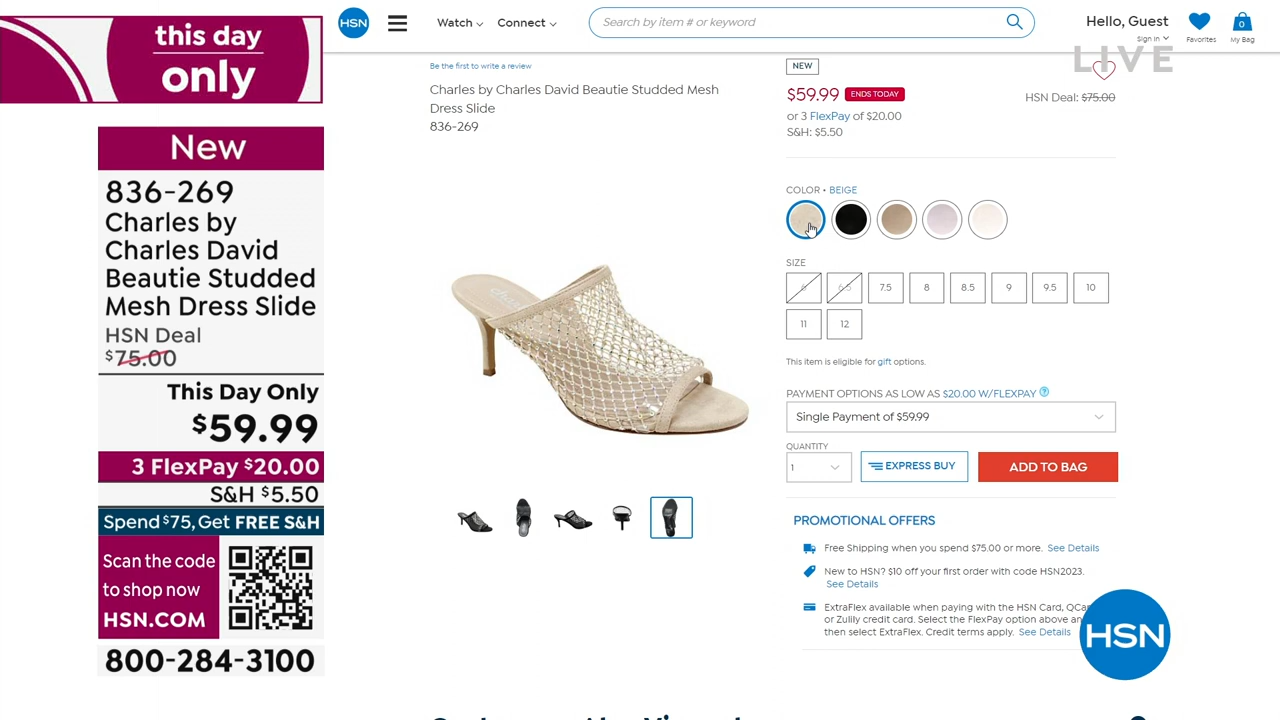 this day
only
New
836-269
Charles by
Charles David
Beautie Studded
Mesh Dress Slide
HSN Deal
$75.00
This Day Only
$59.99
3 FlexPay $20.00
S&H $5.50
Spend $75, Get FREE S&H
Scan the code
to shop now
HSN.COM
800-284-3100
HSN
Watch
Connect
Search by item # or keyword
Hello, Guest
Sign In
Favorites
0
My Bag
LIVE
Be the first to write a review
Charles by Charles David Beautie Studded Mesh
Dress Slide
836-269
NEW
$59.99 ENDS TODAY
HSN Deal: $75.00
or 3 FlexPay of $20.00
S&H: $5.50
COLOR • BEIGE
SIZE
6 6.5 7.5 8 8.5 9 9.5 10
11 12
This item is eligible for gift options.
PAYMENT OPTIONS AS LOW AS $20.00 W/FLEXPAY ?
Single Payment of $59.99
QUANTITY
1
EXPRESS BUY
ADD TO BAG
PROMOTIONAL OFFERS
Free Shipping when you spend $75.00 or more. See Details
New to HSN? $10 off your first order with code HSN2023.
See Details
ExtraFlex available when paying with the HSN Card, QCar
or Zulily credit card. Select the FlexPay option above an
then select ExtraFlex. Credit terms apply. See Details
HSN